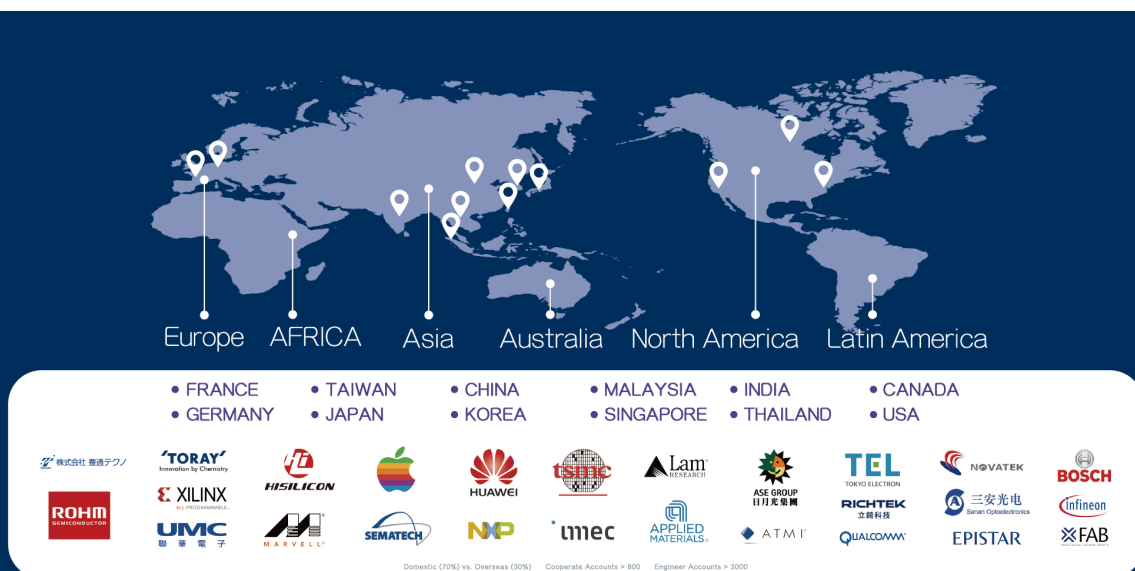 Europe
AFRICA
Asia
Australia
North America
Latin America
• FRANCE
• TAIWAN
• CHINA
• MALAYSIA
• INDIA
• CANADA
• GERMANY
• JAPAN
• KOREA
• SINGAPORE
• THAILAND
• USA
株式会社 豊通テクノ
'TORAY'
Innovation by Chemistry
HISILICON
HUAWEI
tsmc
Lam
RESEARCH
ASE GROUP
日月光集團
TEL
TOKYO ELECTRON
NOVATEK
BOSCH
ROHM
SEMICONDUCTOR
XILINX
ALL PROGRAMMABLE
UMC
聯華電子
MARVELL®
SEMATECH
NXP
imec
APPLIED
MATERIALS®
ATMI
RICHTEK
立錡科技
QUALCOMM
三安光电
Sanan Optoelectronics
EPISTAR
infineon
FAB
Domestic (70%) vs. Overseas (30%) Cooperate Accounts > 800 Engineer Accounts > 3000